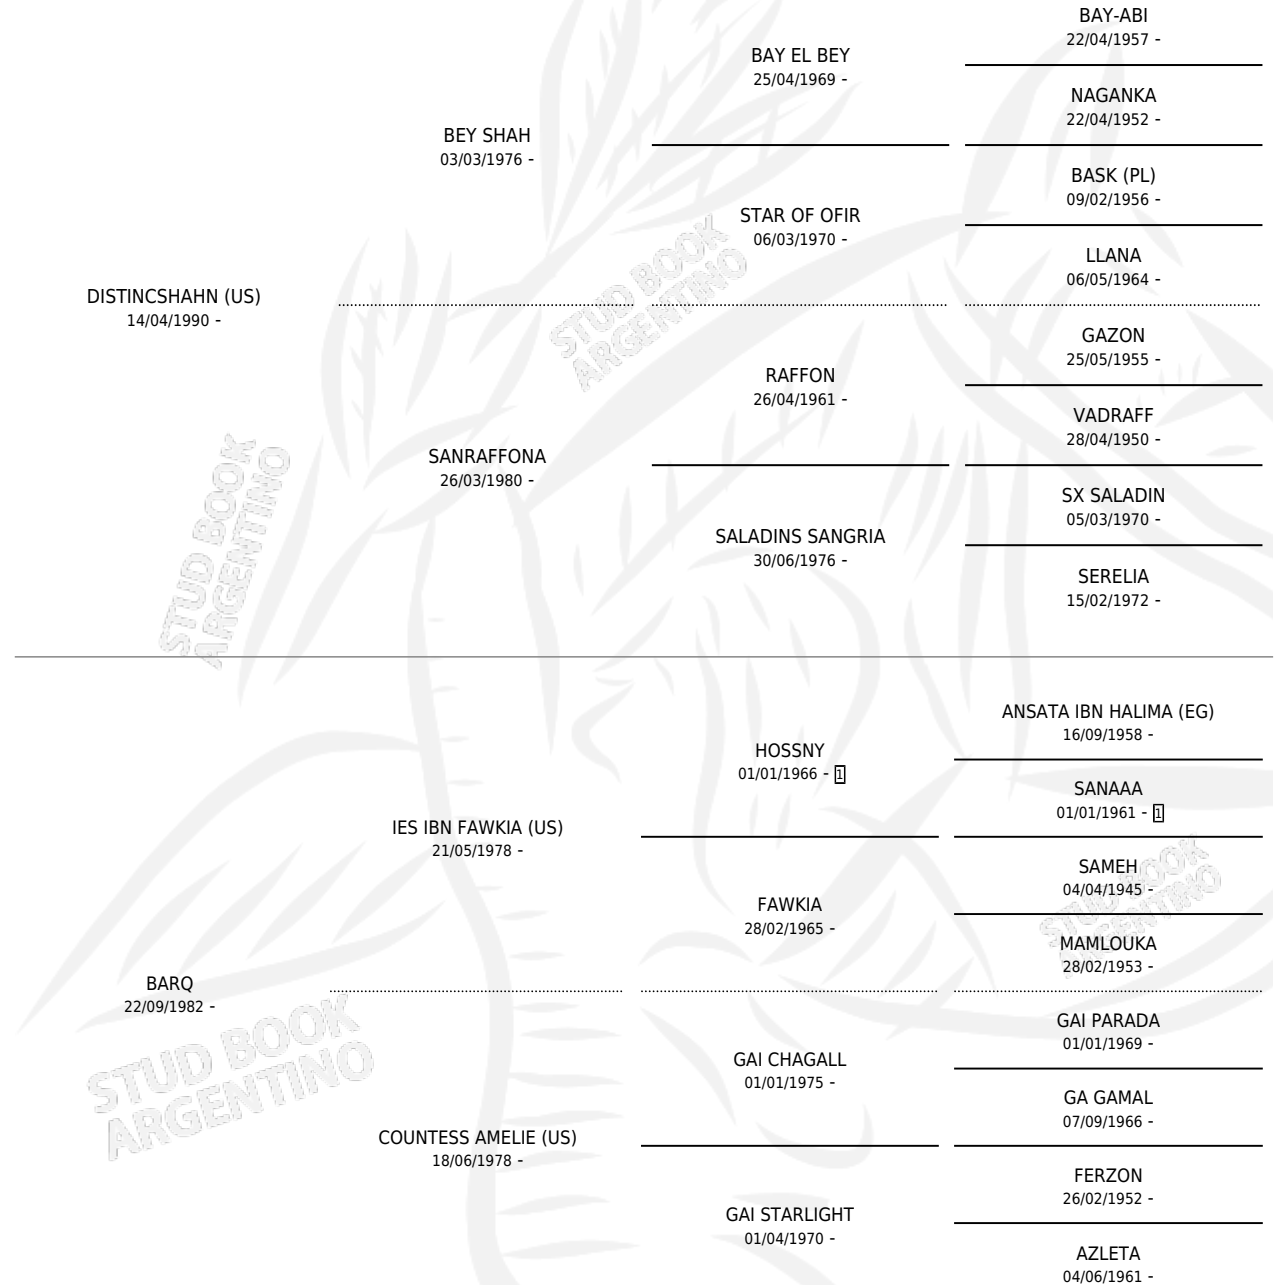 BAY-ABI
22/04/1957 -
BAY EL BEY
25/04/1969 -
NAGANKA
22/04/1952 -
BEY SHAH
03/03/1976 -
BASK (PL)
09/02/1956 -
STAR OF OFIR
06/03/1970 -
LLANA
06/05/1964 -
DISTINCSHAHN (US)
14/04/1990 -
GAZON
25/05/1955 -
RAFFON
26/04/1961 -
VADRAFF
28/04/1950 -
SANRAFFONA
26/03/1980 -
SX SALADIN
05/03/1970 -
SALADINS SANGRIA
30/06/1976 -
SERELIA
15/02/1972 -
STUD BOOK
ARGENTINO
STUD BOOK
ARGENTINO
ANSATA IBN HALIMA (EG)
16/09/1958 -
HOSSNY
01/01/1966 - 1
SANAAA
01/01/1961 - 1
IES IBN FAWKIA (US)
21/05/1978 -
SAMEH
04/04/1945 -
FAWKIA
28/02/1965 -
MAMLOUKA
28/02/1953 -
STUD BOOK
ARGENTINO
BARQ
22/09/1982 -
GAI PARADA
01/01/1969 -
GAI CHAGALL
01/01/1975 -
GA GAMAL
07/09/1966 -
COUNTESS AMELIE (US)
18/06/1978 -
FERZON
26/02/1952 -
GAI STARLIGHT
01/04/1970 -
AZLETA
04/06/1961 -
STUD BOOK
ARGENTINO